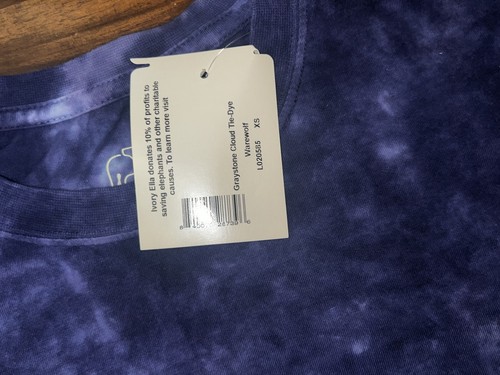 Ivory Ella donates 10% of profits to
saving elephants and other charitable
causes. To learn more visit
Graystone Cloud Tie-Dye
Warewolf
L020585 XS